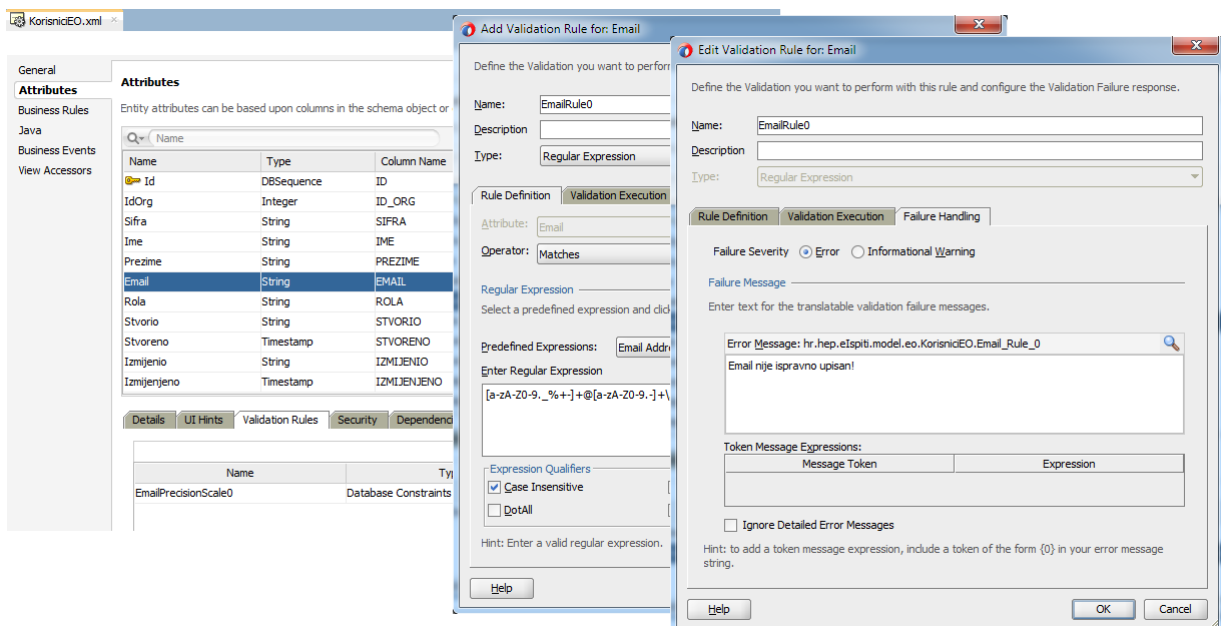 KorisniciEO.xml
General
Attributes
Business Rules
Java
Business Events
View Accessors
Attributes
Entity attributes can be based upon columns in the schema object or
Name
Name Type Column Name
Id DBSequence ID
IdOrg Integer ID_ORG
Sifra String SIFRA
Ime String IME
Prezime String PREZIME
Email String EMAIL
Rola String ROLA
Stvorio String STVORIO
Stvoreno Timestamp STVORENO
Izmijenio String IZMIJENIO
Izmijenjeno Timestamp IZMIJENJENO
Details UI Hints Validation Rules Security
Name
EmailPrecisionScale0 Database Constraints
Add Validation Rule for: Email
Define the Validation you want to perform
Name: EmailRule0
Description
Type: Regular Expression
Rule Definition Validation Execution
Attribute: Email
Operator: Matches
Regular Expression
Select a predefined expression and
Predefined Expressions: Email
Enter Regular Expression
[a-zA-Z0-9._%+-]+@[a-zA-Z0-9.-]+\
Expression Qualifiers
Case Insensitive
DotAll
Hint: Enter a valid regular expression.
Help
Edit Validation Rule for: Email
Define the Validation you want to perform with this rule and configure the Validation Failure response.
Name: EmailRule0
Description
Type: Regular Expression
Rule Definition Validation Execution Failure Handling
Failure Severity Error Informational Warning
Failure Message
Enter text for the translatable validation failure messages.
Error Message: hr.hep.eIspiti.model.eo.KorisniciEO.Email_Rule_0
Email nije ispravno upisan!
Token Message Expressions:
Message Token Expression
Ignore Detailed Error Messages
Hint: to add a token message expression, include a token of the form {0} in your error message
string.
Help OK Cancel